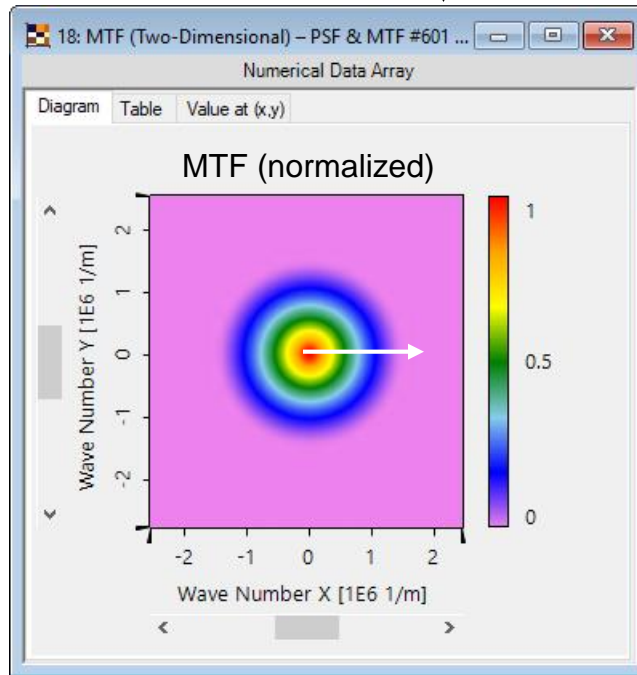 18: MTF (Two-Dimensional) – PSF & MTF #601 ...
Numerical Data Array
Diagram Table Value at (x,y)
MTF (normalized)
Wave Number Y [1E6 1/m]
2
1
0
-1
-2
1
0.5
0
-2 -1 0 1 2
Wave Number X [1E6 1/m]